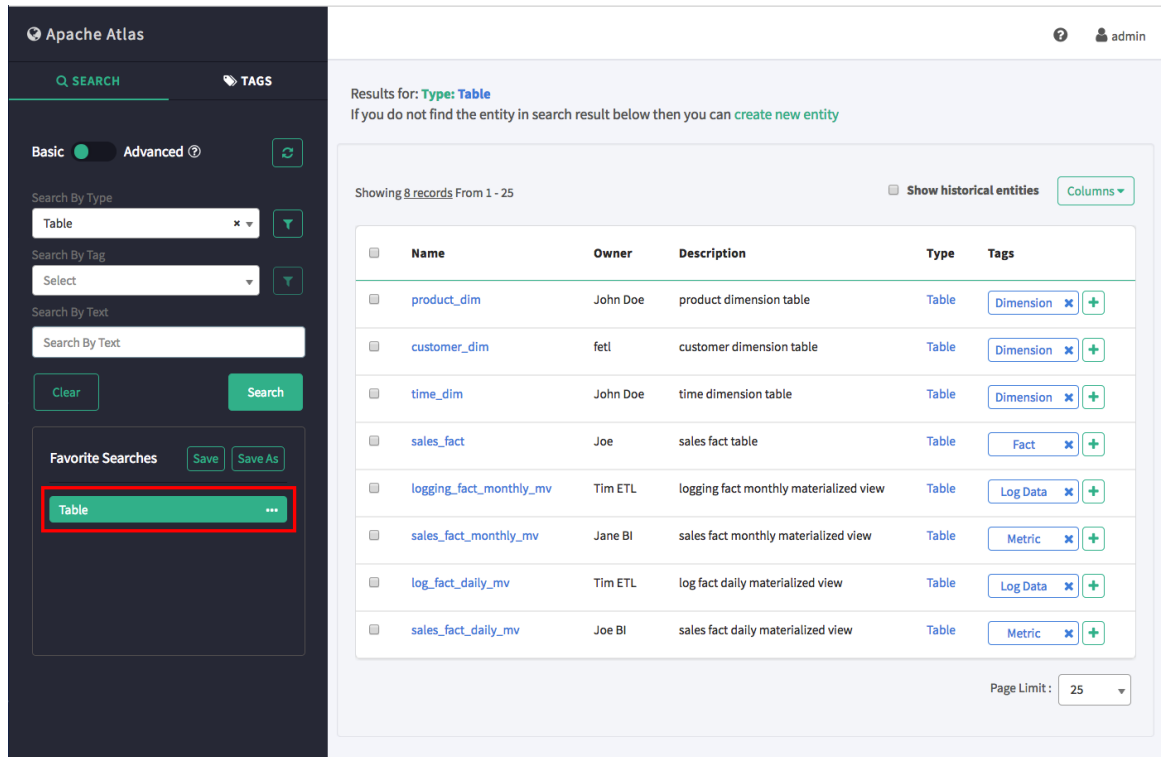 Apache Atlas
admin
SEARCH
TAGS
Results for: Type: Table
If you do not find the entity in search result below then you can create new entity
Basic
Advanced
Search By Type
Table
Search By Tag
Select
Search By Text
Search By Text
Clear
Search
Favorite Searches
Save
Save As
Table
Showing 8 records From 1 - 25
Show historical entities
Columns
Name Owner Description Type Tags
product_dim John Doe product dimension table Table Dimension
customer_dim fetl customer dimension table Table Dimension
time_dim John Doe time dimension table Table Dimension
sales_fact Joe sales fact table Table Fact
logging_fact_monthly_mv Tim ETL logging fact monthly materialized view Table Log Data
sales_fact_monthly_mv Jane BI sales fact monthly materialized view Table Metric
log_fact_daily_mv Tim ETL log fact daily materialized view Table Log Data
sales_fact_daily_mv Joe BI sales fact daily materialized view Table Metric
Page Limit : 25